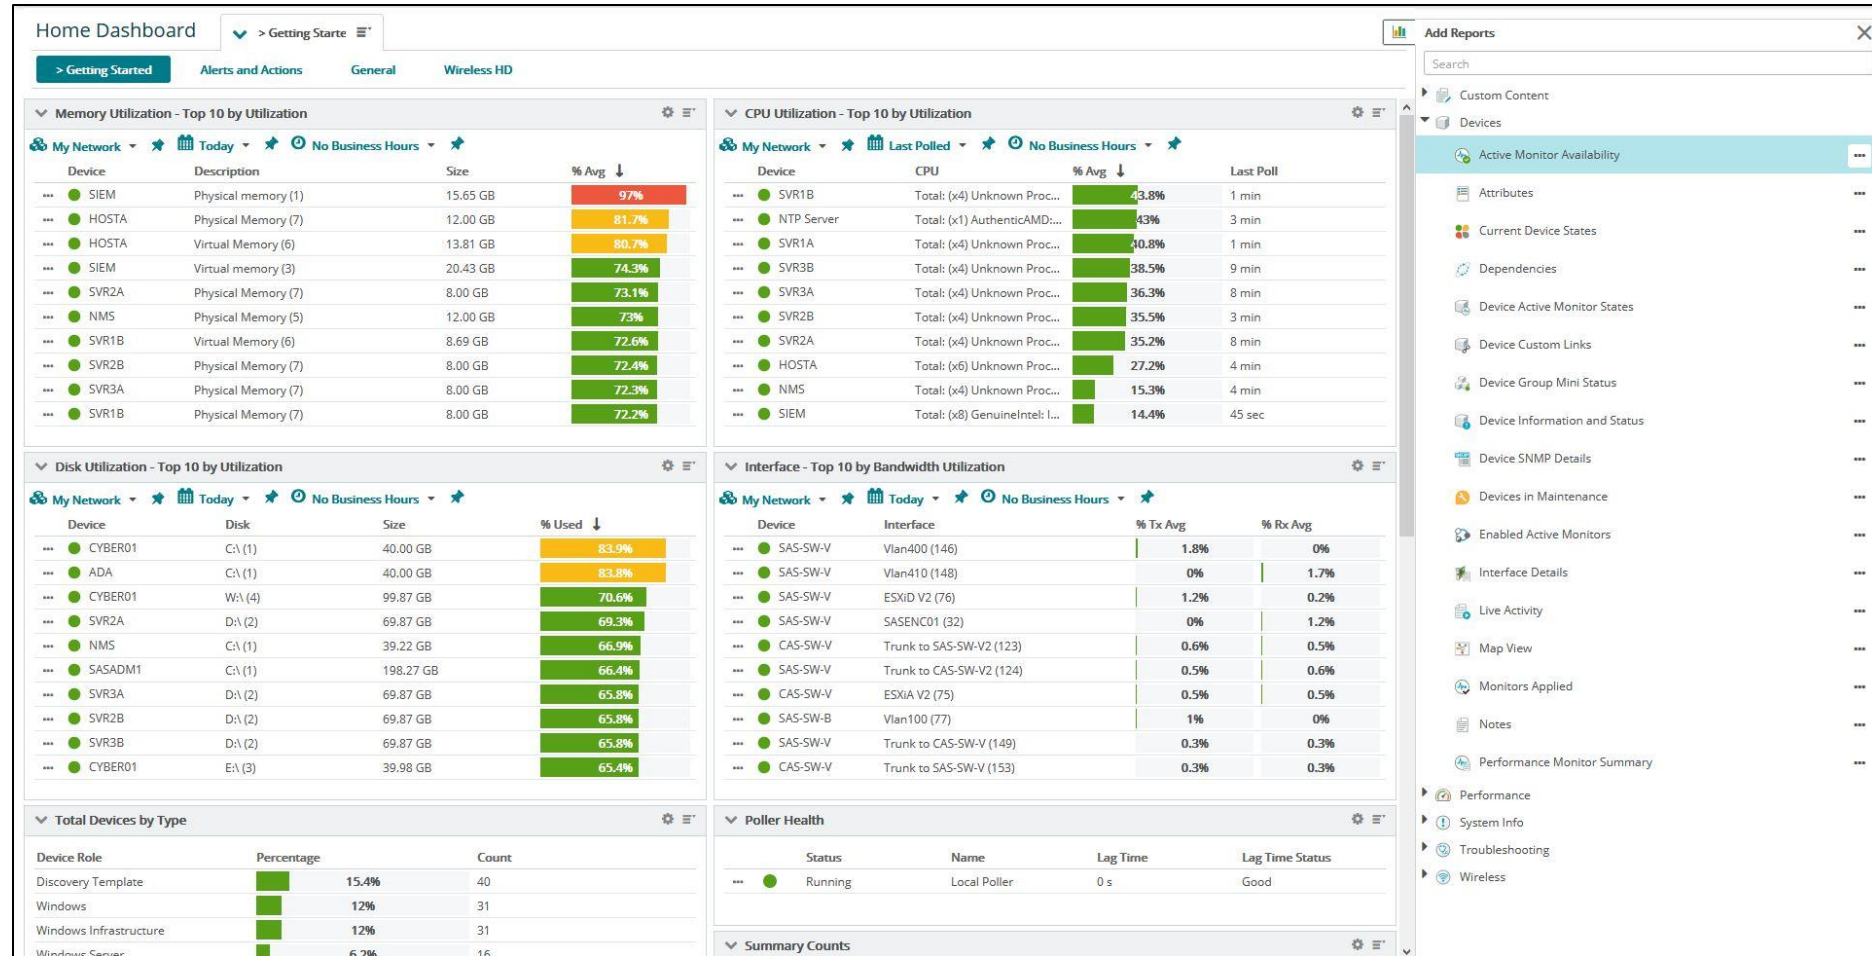 Home Dashboard
> Getting Starte
> Getting Started Alerts and Actions General Wireless HD
Memory Utilization - Top 10 by Utilization
My Network Today No Business Hours
Device Description Size % Avg
SIEM Physical memory (1) 15.65 GB 97%
HOSTA Physical Memory (7) 12.00 GB 81.7%
HOSTA Virtual Memory (6) 13.81 GB 80.7%
SIEM Virtual memory (3) 20.43 GB 74.3%
SVR2A Physical Memory (7) 8.00 GB 73.1%
NMS Physical Memory (5) 12.00 GB 73%
SVR1B Virtual Memory (6) 8.69 GB 72.6%
SVR2B Physical Memory (7) 8.00 GB 72.4%
SVR3A Physical Memory (7) 8.00 GB 72.3%
SVR1B Physical Memory (7) 8.00 GB 72.2%
CPU Utilization - Top 10 by Utilization
My Network Last Polled No Business Hours
Device CPU % Avg Last Poll
SVR1B Total: (x4) Unknown Proc... 43.8% 1 min
NTP Server Total: (x1) AuthenticAMD:... 43% 3 min
SVR1A Total: (x4) Unknown Proc... 40.8% 1 min
SVR3B Total: (x4) Unknown Proc... 38.5% 9 min
SVR3A Total: (x4) Unknown Proc... 36.3% 8 min
SVR2B Total: (x4) Unknown Proc... 35.5% 3 min
SVR2A Total: (x4) Unknown Proc... 35.2% 8 min
HOSTA Total: (x6) Unknown Proc... 27.2% 4 min
NMS Total: (x4) Unknown Proc... 15.3% 4 min
SIEM Total: (x8) GenuineIntel: I... 14.4% 45 sec
Disk Utilization - Top 10 by Utilization
My Network Today No Business Hours
Device Disk Size % Used
CYBER01 C:\ (1) 40.00 GB 83.9%
ADA C:\ (1) 40.00 GB 83.8%
CYBER01 W:\ (4) 99.87 GB 70.6%
SVR2A D:\ (2) 69.87 GB 69.3%
NMS C:\ (1) 39.22 GB 66.9%
SASADM1 C:\ (1) 198.27 GB 66.4%
SVR3A D:\ (2) 69.87 GB 65.8%
SVR2B D:\ (2) 69.87 GB 65.8%
SVR3B D:\ (2) 69.87 GB 65.8%
CYBER01 E:\ (3) 39.98 GB 65.4%
Interface - Top 10 by Bandwidth Utilization
My Network Today No Business Hours
Device Interface % Tx Avg % Rx Avg
SAS-SW-V Vlan400 (146) 1.8% 0%
SAS-SW-V Vlan410 (148) 0% 1.7%
SAS-SW-V ESXiD V2 (76) 1.2% 0.2%
SAS-SW-V SASENC01 (32) 0% 1.2%
CAS-SW-V Trunk to SAS-SW-V2 (123) 0.6% 0.5%
SAS-SW-V Trunk to CAS-SW-V2 (124) 0.5% 0.6%
CAS-SW-V ESXiA V2 (75) 0.5% 0.5%
SAS-SW-B Vlan100 (77) 1% 0%
SAS-SW-V Trunk to CAS-SW-V (149) 0.3% 0.3%
CAS-SW-V Trunk to SAS-SW-V (153) 0.3% 0.3%
Total Devices by Type
Device Role Percentage Count
Discovery Template 15.4% 40
Windows 12% 31
Windows Infrastructure 12% 31
Windows Server 6.2% 16
Poller Health
Status Name Lag Time Lag Time Status
Running Local Poller 0 s Good
Summary Counts
Add Reports
Search
Custom Content
Devices
Active Monitor Availability
Attributes
Current Device States
Dependencies
Device Active Monitor States
Device Custom Links
Device Group Mini Status
Device Information and Status
Device SNMP Details
Devices in Maintenance
Enabled Active Monitors
Interface Details
Live Activity
Map View
Monitors Applied
Notes
Performance Monitor Summary
Performance
System Info
Troubleshooting
Wireless